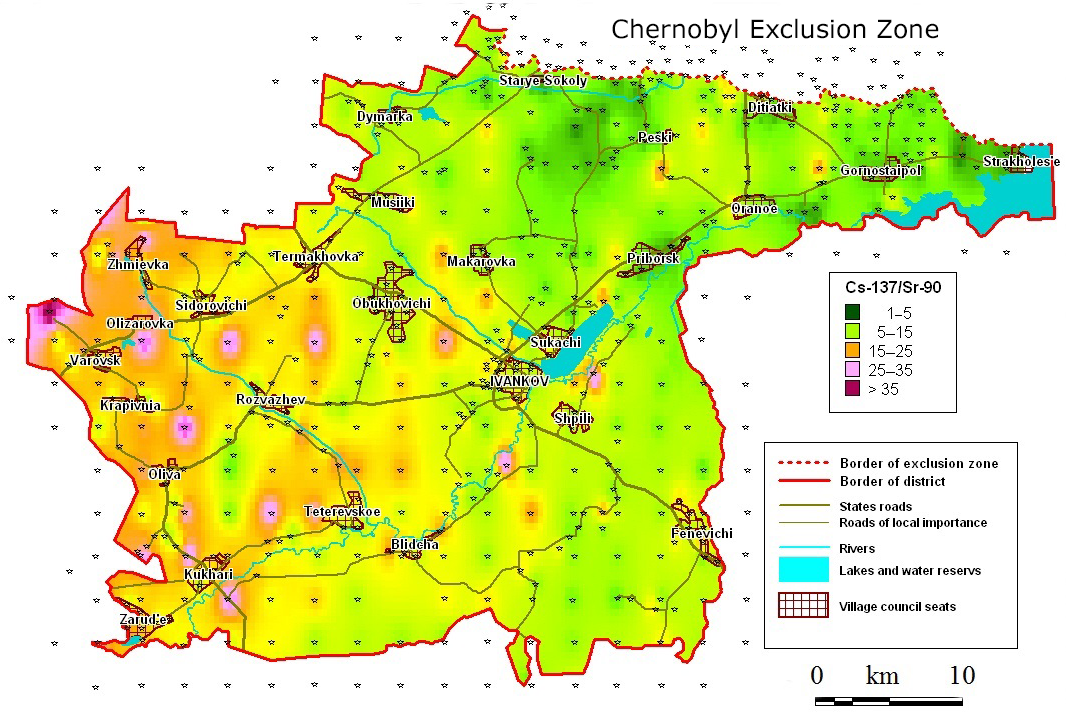 Chernobyl Exclusion Zone
Starye Sokoly
Dymarka
Ditiatki
Peski
Strakholesie
Gornostaipol
Musiiki
Oranoe
Zhmievka
Termakhovka
Makarovka
Priborsk
Sidorovichi
Obukhovichi
Olizarovka
Sukachi
Varovsk
IVANKOV
Krapivnia
Rozvazhev
Shpili
Oliva
Teterevskoe
Fenevichi
Blidcha
Kukhari
Zarud'e
Cs-137/Sr-90
1–5
5–15
15–25
25–35
> 35
Border of exclusion zone
Border of district
States roads
Roads of local importance
Rivers
Lakes and water reservs
Village council seats
0 km 10